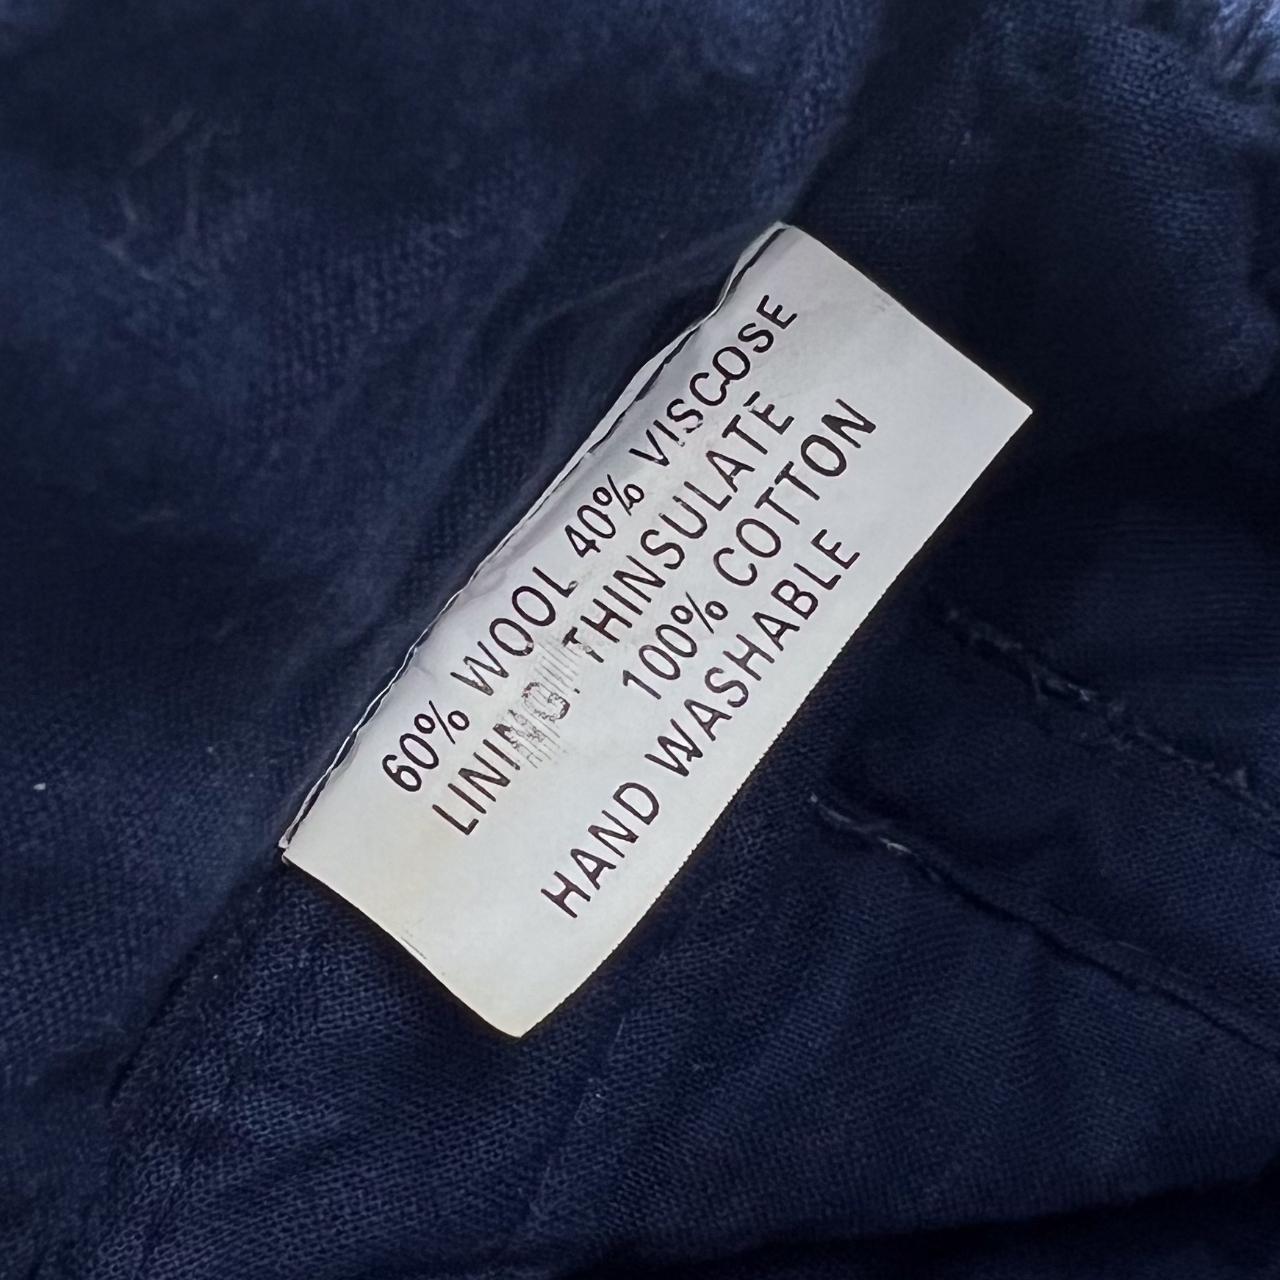 60% WOOL 40% VISCOSE
LINING: THINSULATE
100% COTTON
HAND WASHABLE